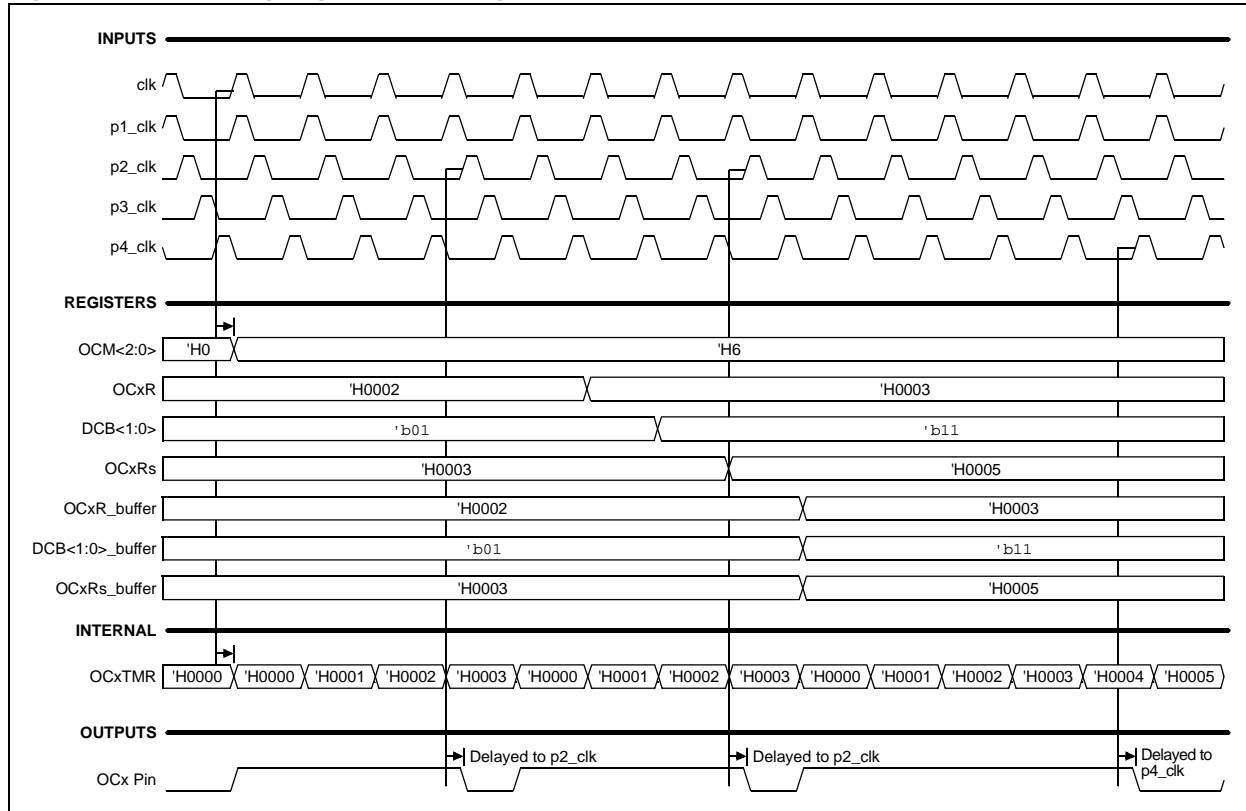 INPUTS
clk
p1_clk
p2_clk
p3_clk
p4_clk
REGISTERS
OCM<2:0> 'H0 'H6
OCxR 'H0002 'H0003
DCB<1:0> 'b01 'b11
OCxRs 'H0003 'H0005
OCxR_buffer 'H0002 'H0003
DCB<1:0>_buffer 'b01 'b11
OCxRs_buffer 'H0003 'H0005
INTERNAL
OCxTMR 'H0000 'H0000 'H0001 'H0002 'H0003 'H0000 'H0001 'H0002 'H0003 'H0000 'H0001 'H0002 'H0003 'H0004 'H0005
OUTPUTS
Delayed to p2_clk Delayed to p2_clk Delayed to
p4_clk
OCx Pin